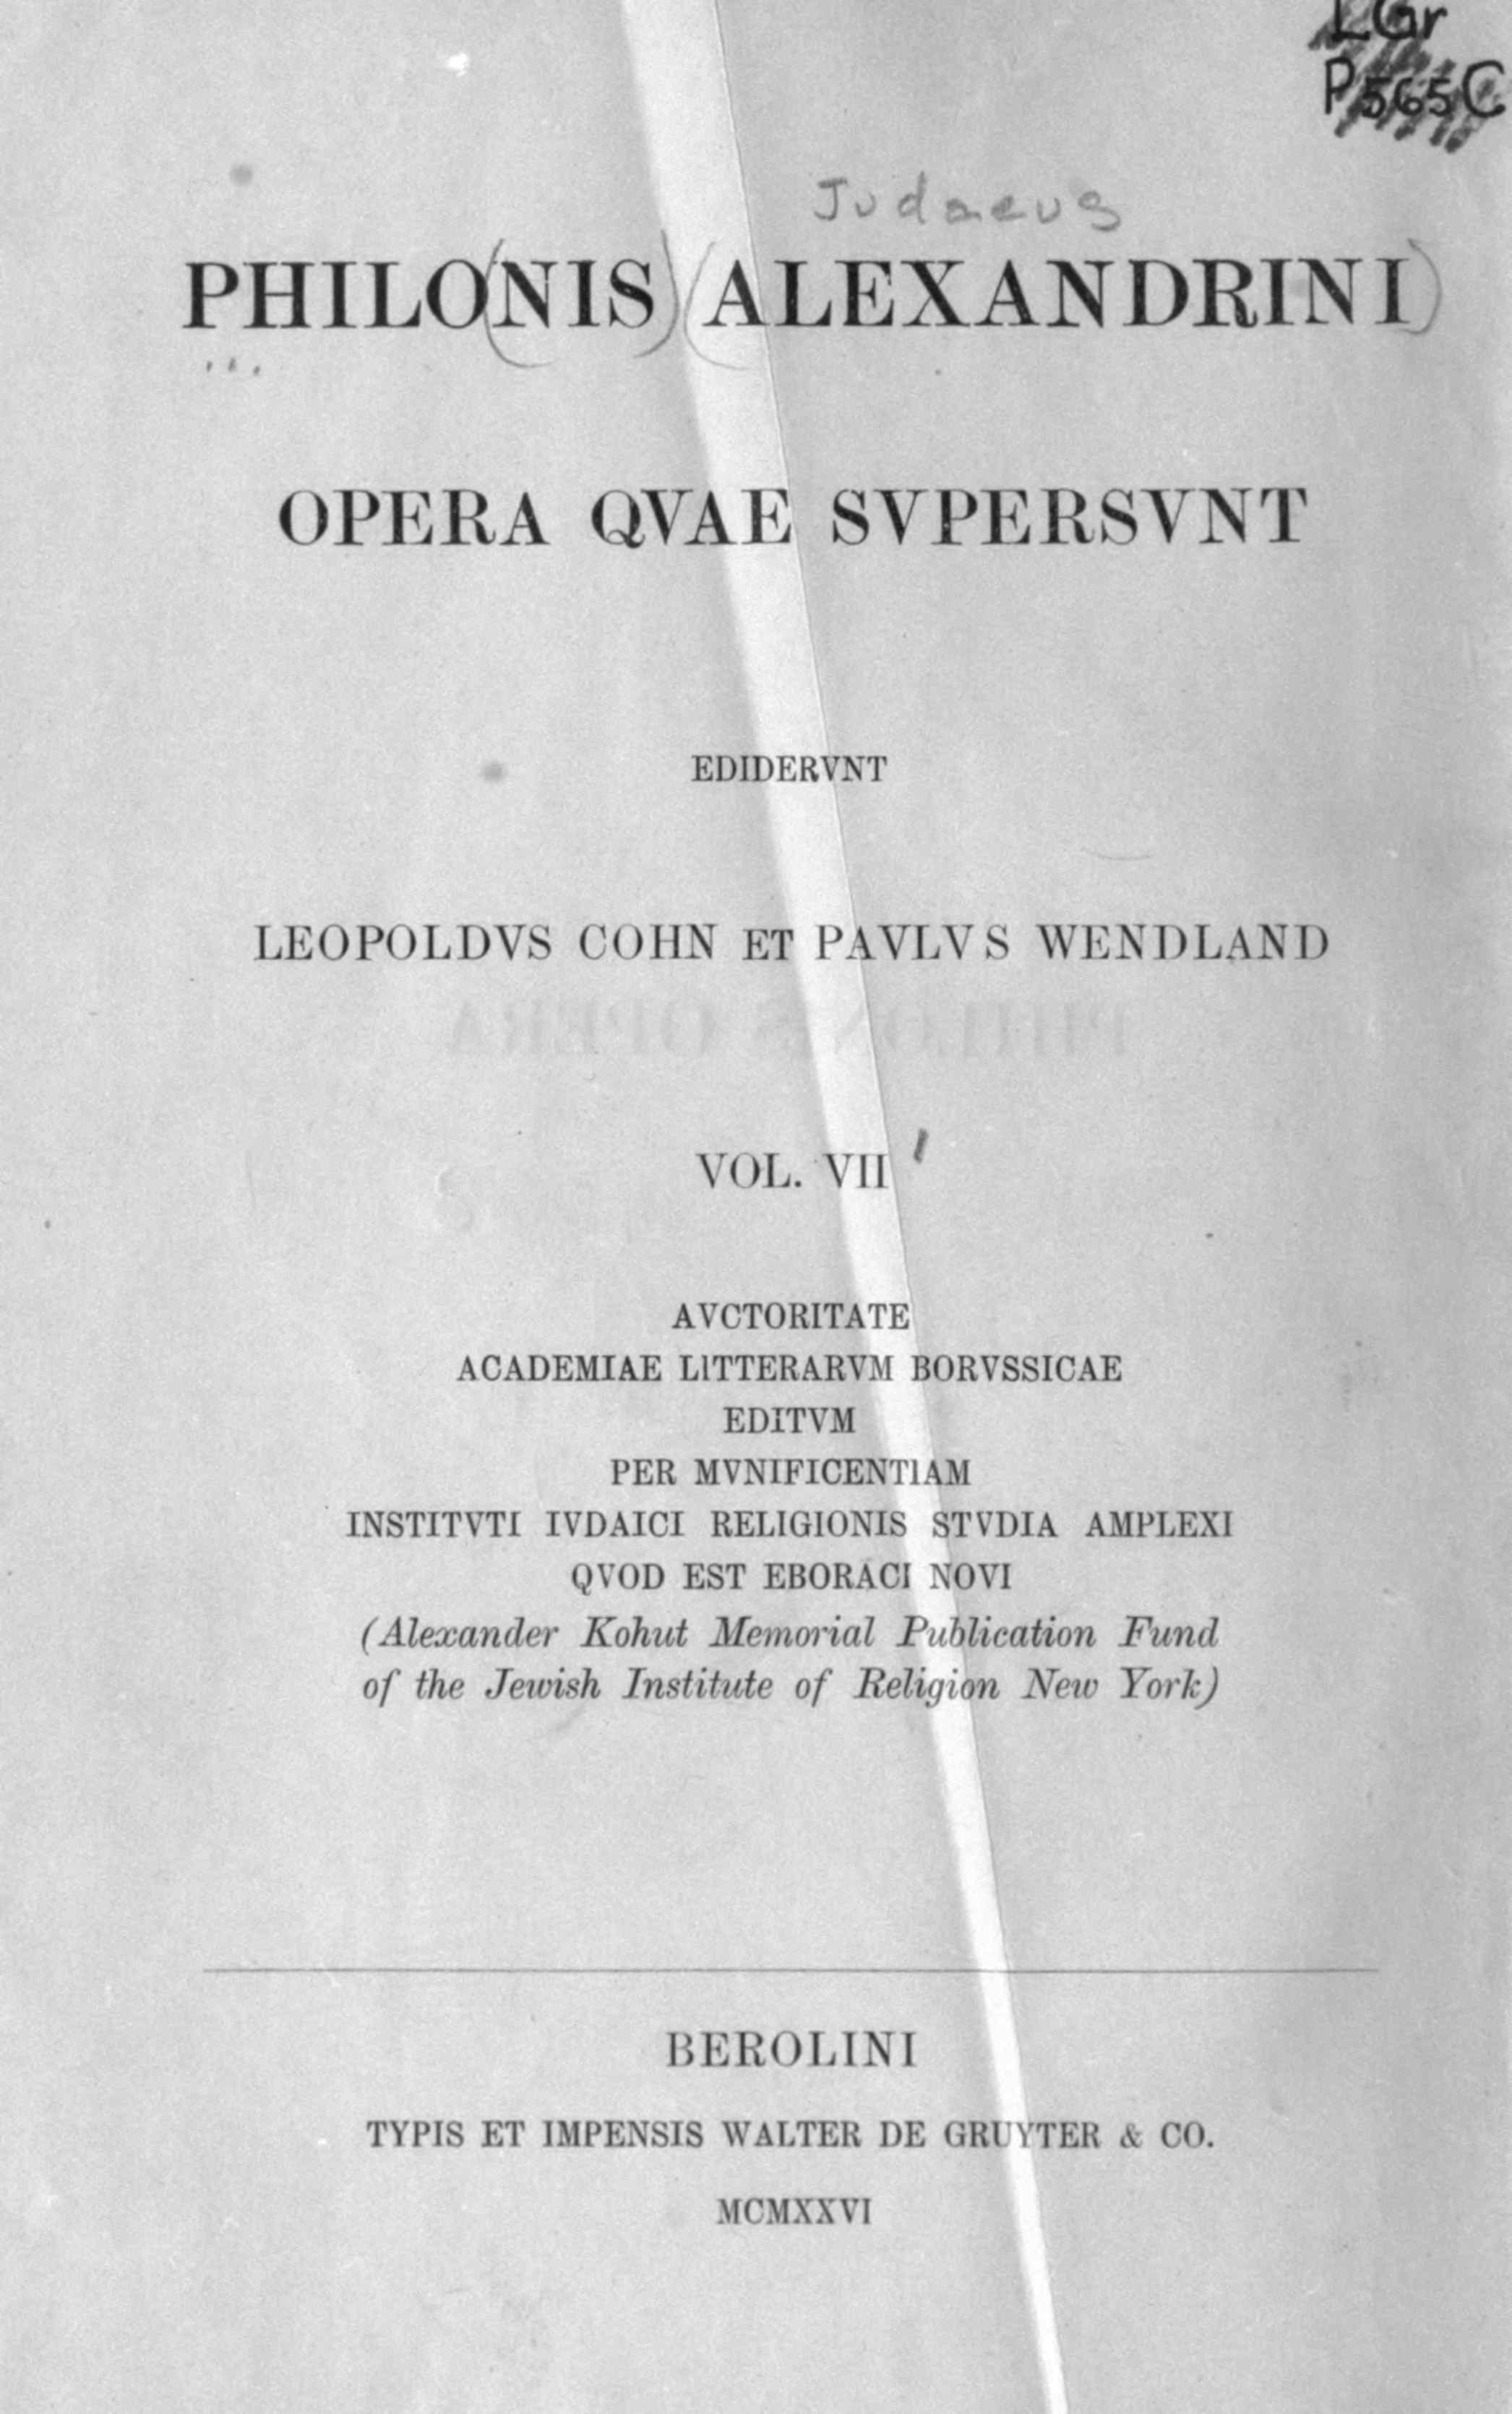 LGr
P565C
Judaeus
PHILO(NIS) (ALEXANDRINI)
OPERA QVAE SVPERSVNT
EDIDERVNT
LEOPOLDVS COHN ET PAVLVS WENDLAND
VOL. VII
AVCTORITATE
ACADEMIAE LITTERARVM BORVSSICAE
EDITVM
PER MVNIFICENTIAM
INSTITVTI IVDAICI RELIGIONIS STVDIA AMPLEXI
QVOD EST EBORACI NOVI
(Alexander Kohut Memorial Publication Fund
of the Jewish Institute of Religion New York)
BEROLINI
TYPIS ET IMPENSIS WALTER DE GRUYTER & CO.
MCMXXVI